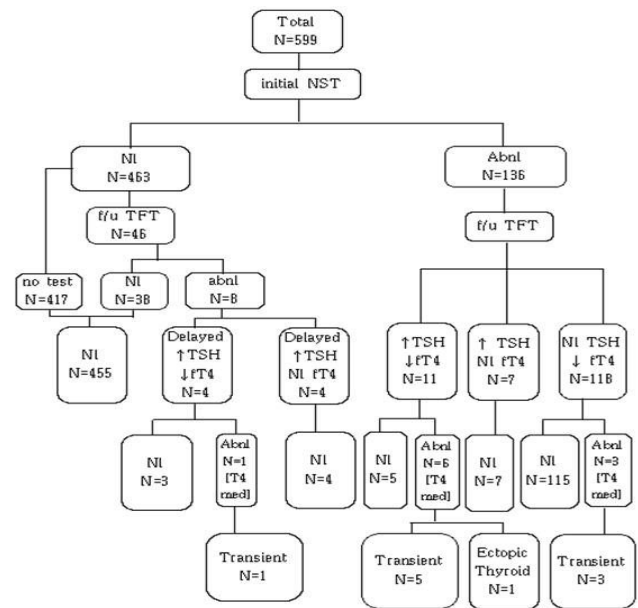 Total
N=599
initial NST
Nl
N=463
Abnl
N=136
f/u TFT
N=46
f/u TFT
no test
N=417
Nl
N=38
abnl
N=8
Nl
N=455
Delayed
↑TSH
↓fT4
N=4
Delayed
↑TSH
Nl fT4
N=4
↑TSH
↓fT4
N=11
↑ TSH
Nl fT4
N=7
Nl TSH
↓ fT4
N=118
Nl
N=3
Abnl
N=1
[T4
med]
Nl
N=4
Nl
N=5
Abnl
N=6
[T4
med]
Nl
N=7
Nl
N=115
Abnl
N=3
[T4
med]
Transient
N=1
Transient
N=5
Ectopic
Thyroid
N=1
Transient
N=3